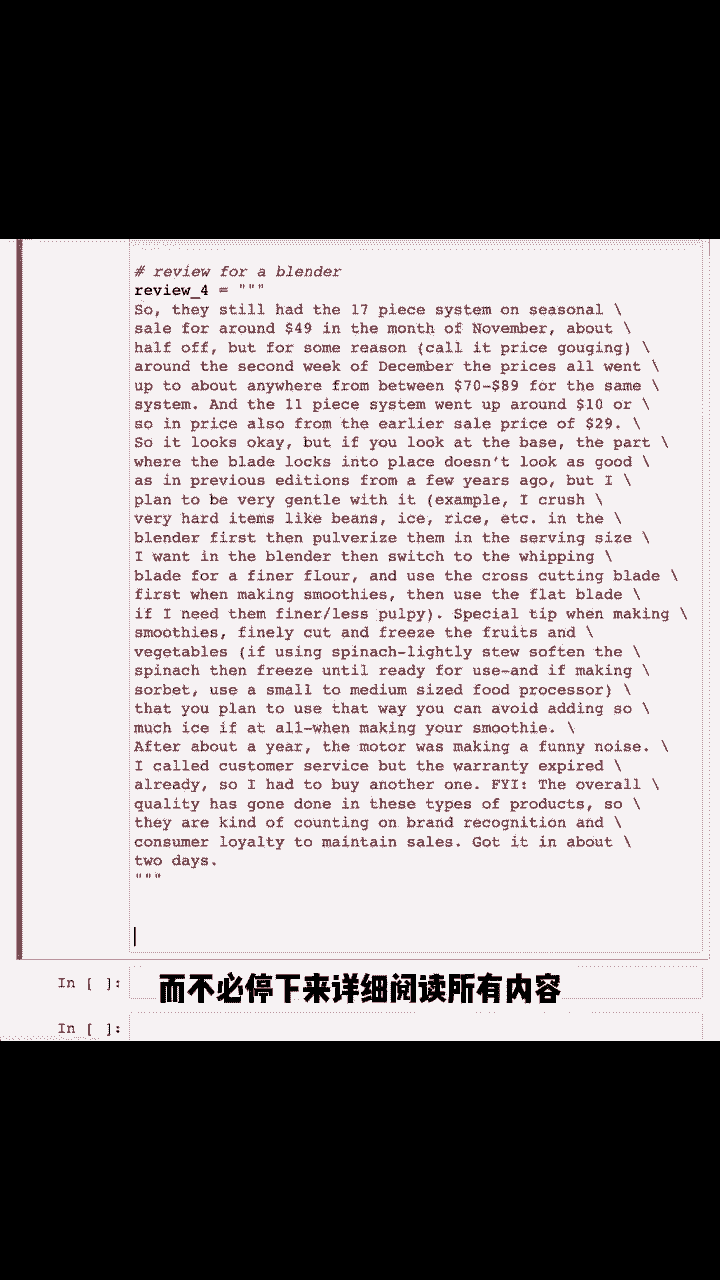 # review for a blender
review_4 = """
So, they still had the 17 piece system on seasonal \
sale for around $49 in the month of November, about \
half off, but for some reason (call it price gouging) \
around the second week of December the prices all went \
up to about anywhere from between $70-$89 for the same \
system. And the 11 piece system went up around $10 or \
so in price also from the earlier sale price of $29. \
So it looks okay, but if you look at the base, the part \
where the blade locks into place doesn't look as good \
as in previous editions from a few years ago, but I \
plan to be very gentle with it (example, I crush \
very hard items like beans, ice, rice, etc. in the \
blender first then pulverize them in the serving size \
I want in the blender then switch to the whipping \
blade for a finer flour, and use the cross cutting blade \
first when making smoothies, then use the flat blade \
if I need them finer/less pulpy). Special tip when making \
smoothies, finely cut and freeze the fruits and \
vegetables (if using spinach-lightly stew soften the \
spinach then freeze until ready for use-and if making \
sorbet, use a small to medium sized food processor) \
that you plan to use that way you can avoid adding so \
much ice if at all-when making your smoothie. \
After about a year, the motor was making a funny noise. \
I called customer service but the warranty expired \
already, so I had to buy another one. FYI: The overall \
quality has gone done in these types of products, so \
they are kind of counting on brand recognition and \
consumer loyalty to maintain sales. Got it in about \
two days.
"""
In [ ]:
而不必停下来详细阅读所有内容
In [ ]: